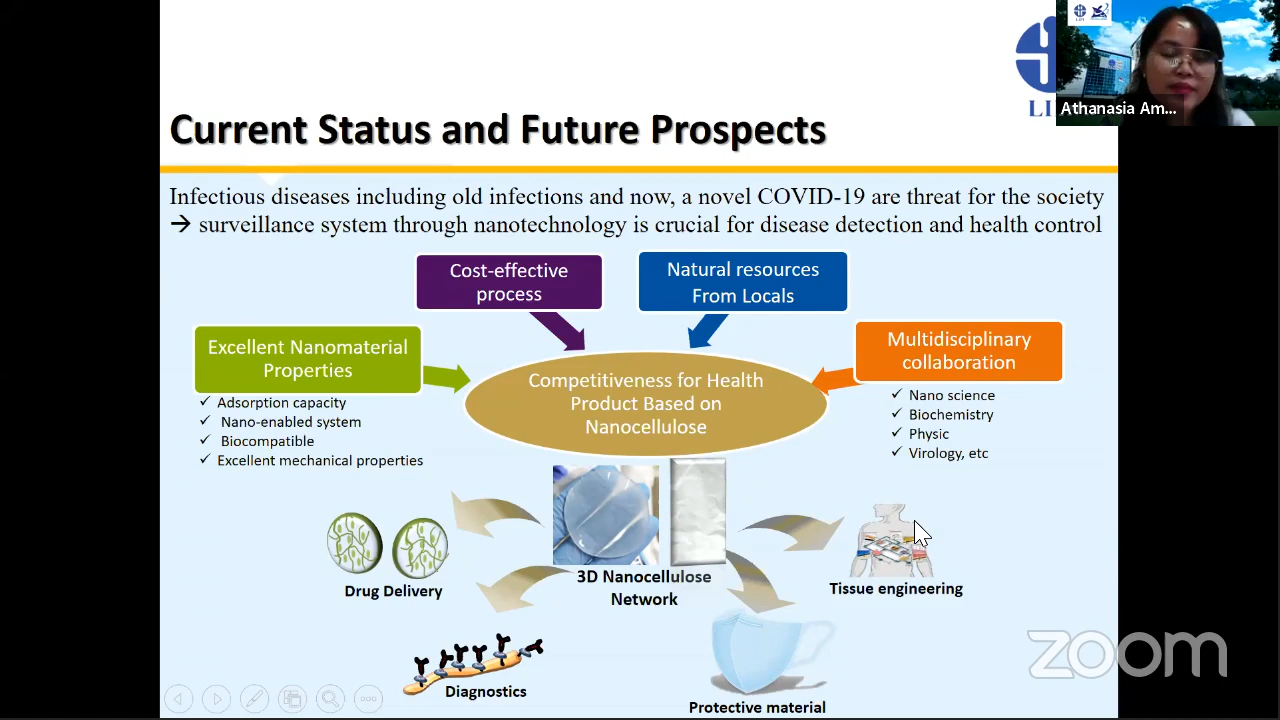 Athanasia Am...
Current Status and Future Prospects
Infectious diseases including old infections and now, a novel COVID-19 are threat for the society
→ surveillance system through nanotechnology is crucial for disease detection and health control
Cost-effective
process
Natural resources
From Locals
Excellent Nanomaterial
Properties
Multidisciplinary
collaboration
Competitiveness for Health
Product Based on
Nanocellulose
✓ Adsorption capacity
✓ Nano-enabled system
✓ Biocompatible
✓ Excellent mechanical properties
✓ Nano science
✓ Biochemistry
✓ Physic
✓ Virology, etc
3D Nanocellulose
Network
Drug Delivery
Tissue engineering
Diagnostics
Protective material
zoom